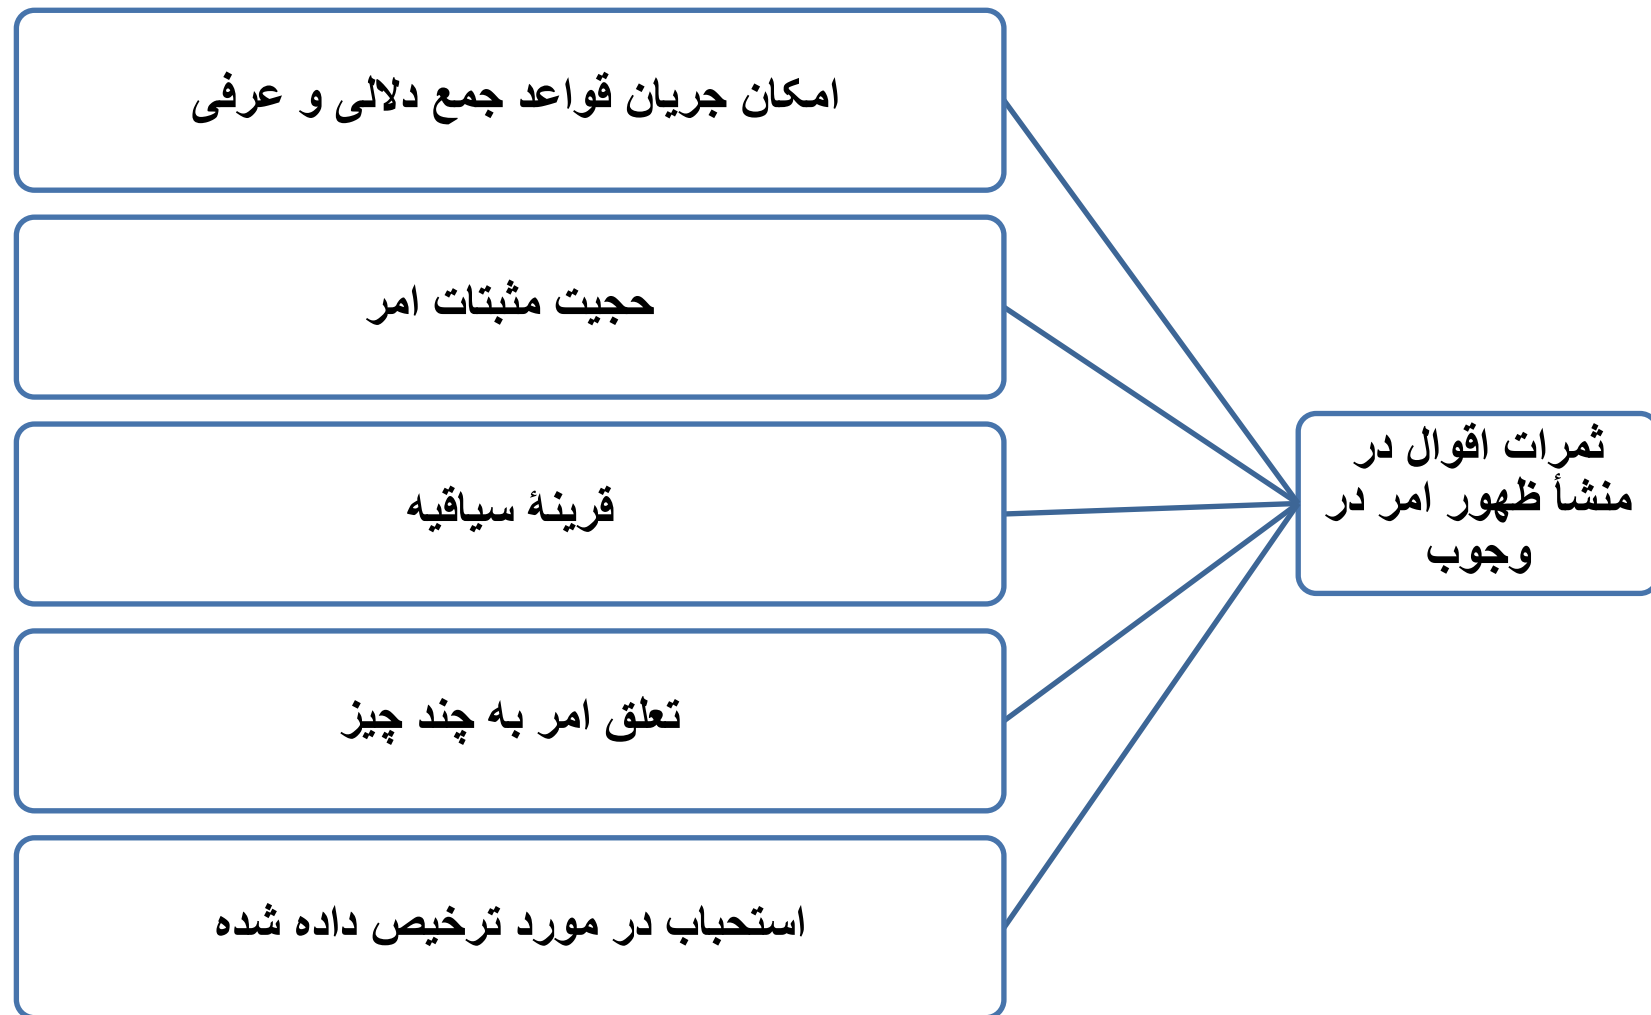 ثمرات اقوال در
منشأ ظهور امر در
وجوب
امکان جریان قواعد جمع دلالی و عرفی
حجیت مثبتات امر
قرینهٔ سیاقیه
تعلق امر به چند چیز
استحباب در مورد ترخیص داده شده